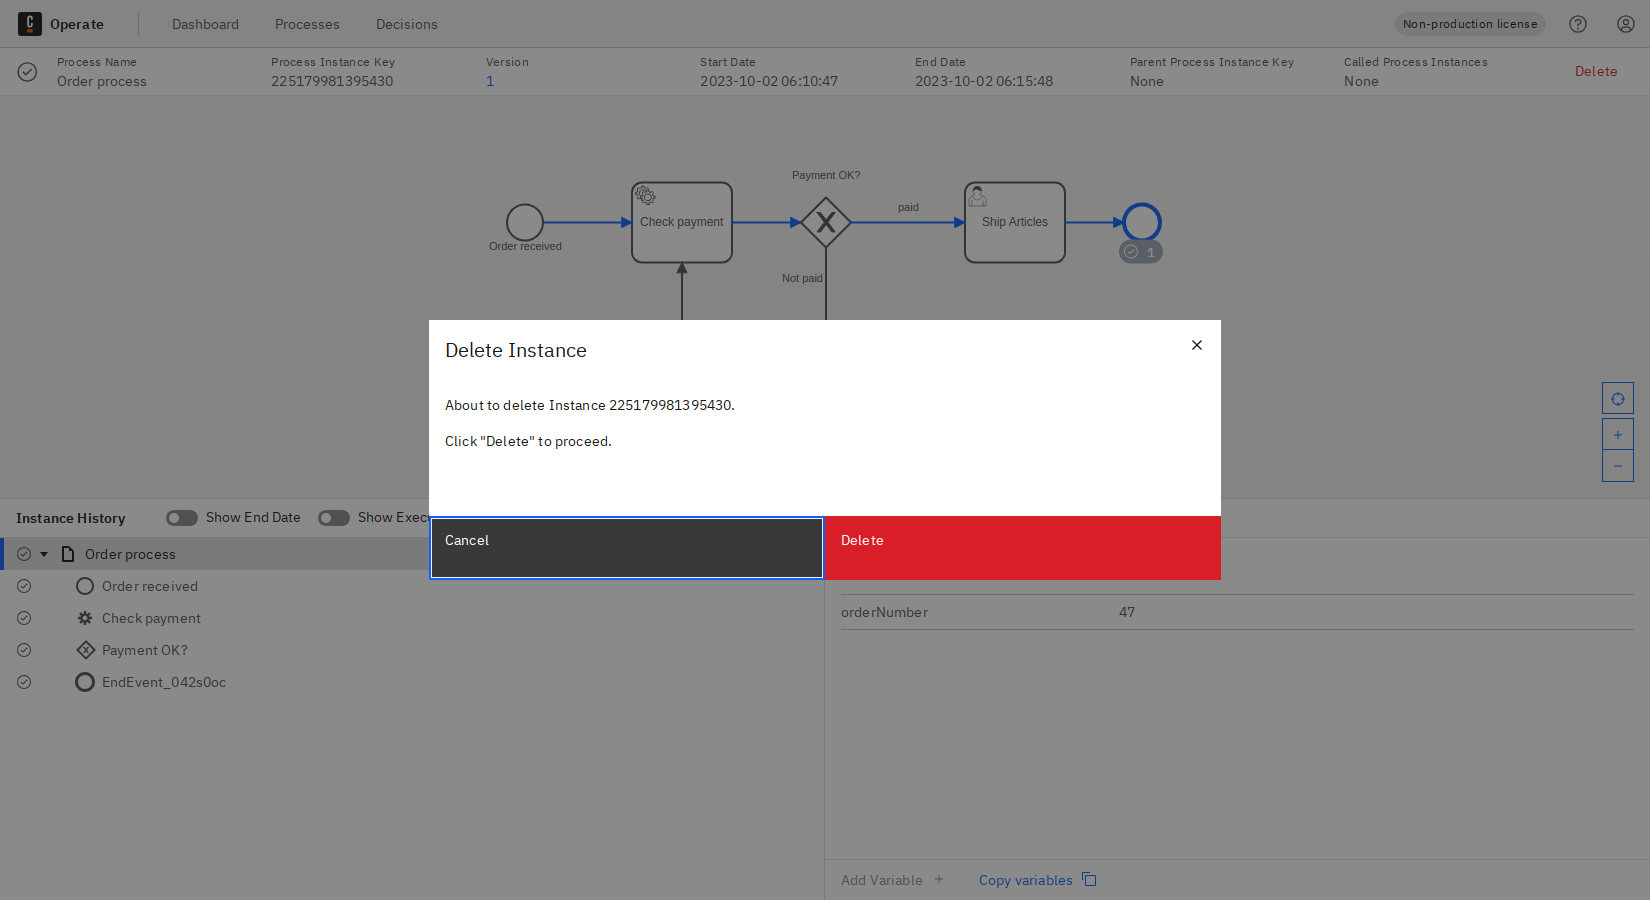 Operate
Dashboard
Processes
Decisions
Non-production license
Process Name
Order process
Process Instance Key
225179981395430
Version
1
Start Date
2023-10-02 06:10:47
End Date
2023-10-02 06:15:48
Parent Process Instance Key
None
Called Process Instances
None
Delete
Payment OK?
Order received
Check payment
paid
Ship Articles
1
Not paid
Delete Instance
About to delete Instance 225179981395430.
Click "Delete" to proceed.
Cancel
Delete
Instance History
Show End Date
Show Exec
Order process
Order received
Check payment
Payment OK?
EndEvent_042s0oc
orderNumber
47
Add Variable +
Copy variables